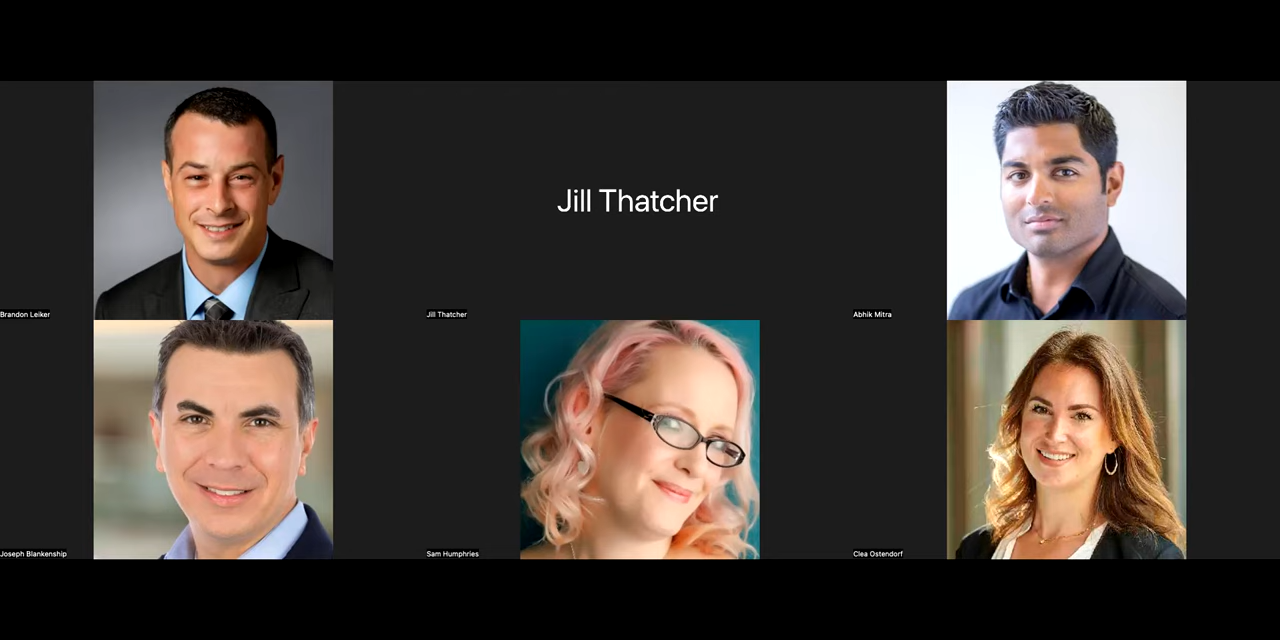 Jill Thatcher
Brandon Leiker
Jill Thatcher
Abhik Mitra
Joseph Blankenship
Sam Humphries
Clea Ostendorf